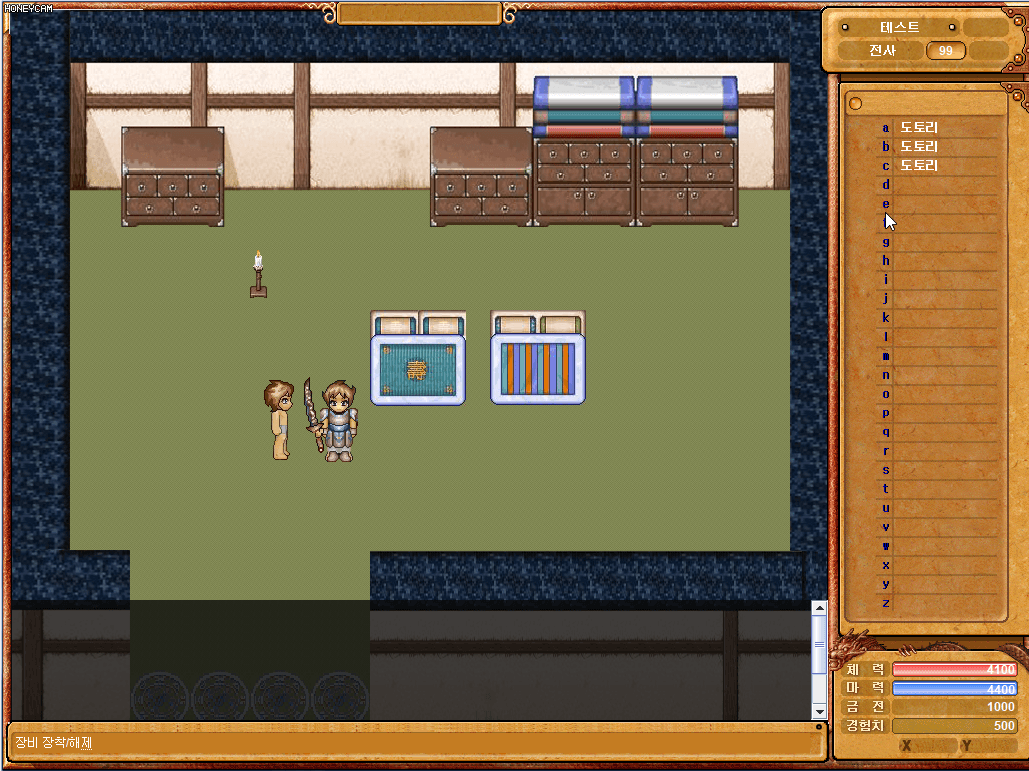 HONEYCAM
테스트
전사 99
a 도토리
b 도토리
c 도토리
d
e
g
h
i
j
k
l
m
n
o
p
q
r
s
t
u
v
w
x
y
z
체 력 4100
마 력 4400
금 전 1000
경험치 500
X Y
장비 장착/해제